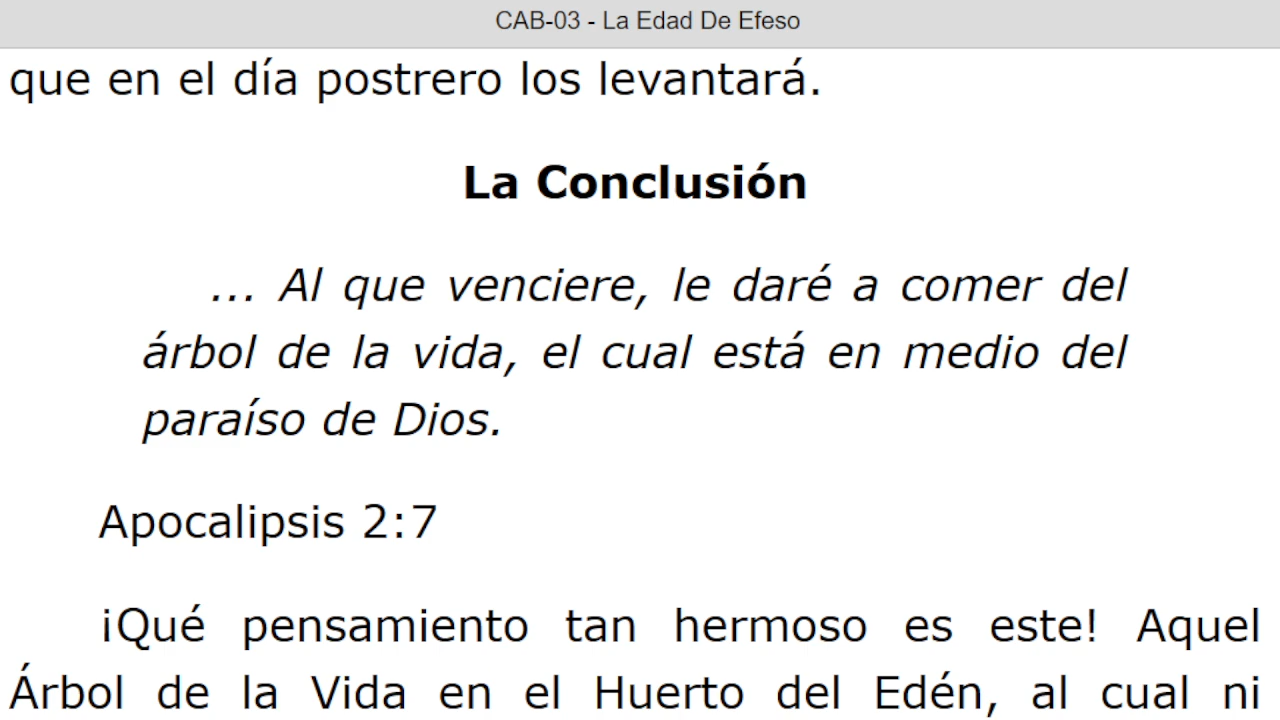 CAB-03 - La Edad De Efeso
que en el día postrero los levantará.
La Conclusión
... Al que venciere, le daré a comer del
árbol de la vida, el cual está en medio del
paraíso de Dios.
Apocalipsis 2:7
¡Qué pensamiento tan hermoso es este! Aquel
Árbol de la Vida en el Huerto del Edén, al cual ni